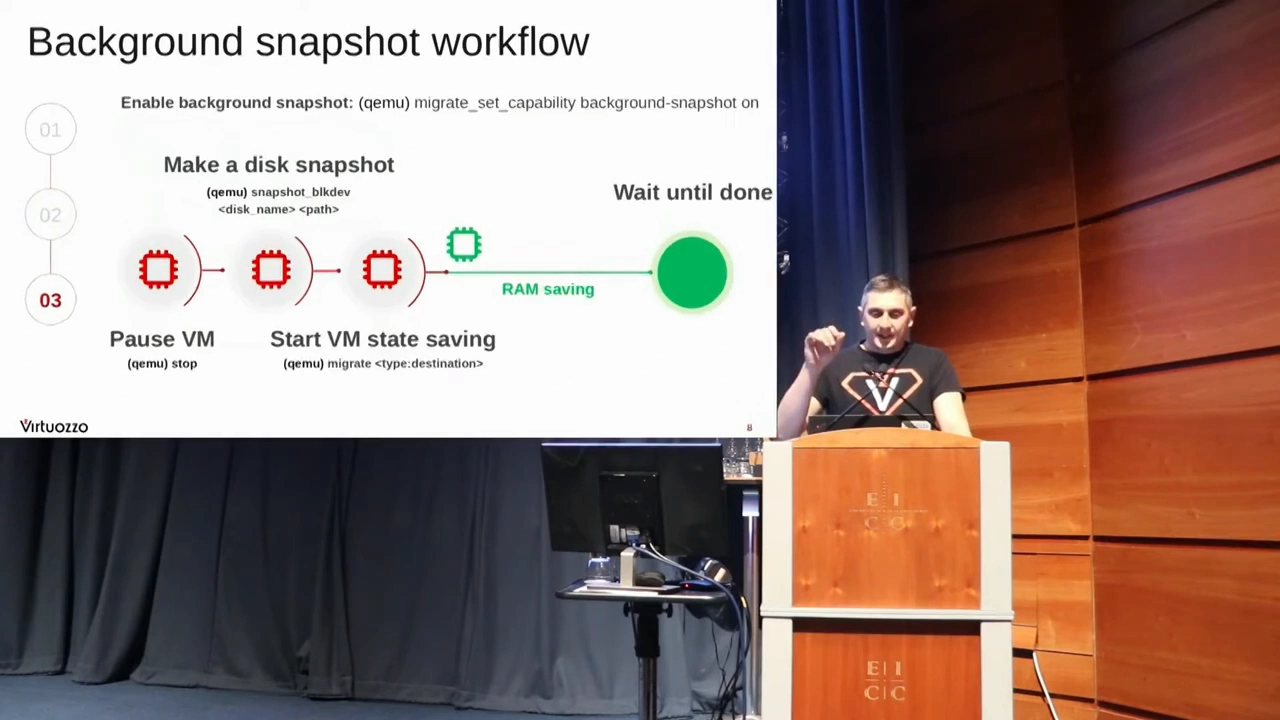 Background snapshot workflow
Enable background snapshot: (qemu) migrate_set_capability background-snapshot on
01
02
03
Make a disk snapshot
(qemu) snapshot_blkdev
<disk_name> <path>
Wait until done
RAM saving
Pause VM
(qemu) stop
Start VM state saving
(qemu) migrate <type:destination>
Virtuozzo
8
V
E I
C C
E I
C C